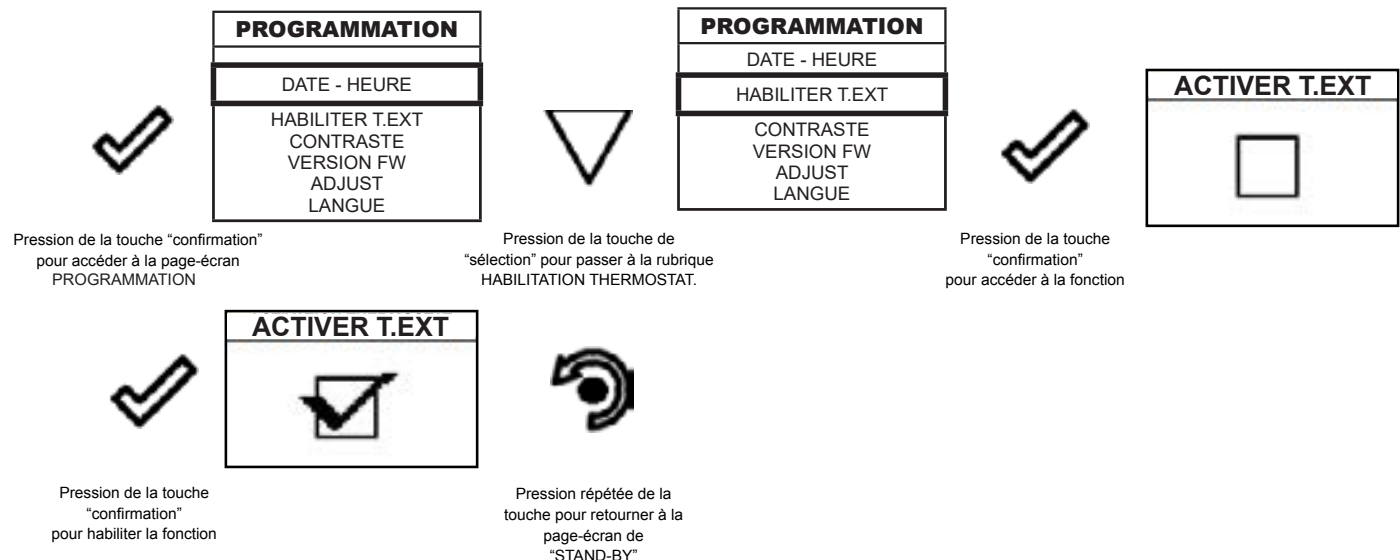 PROGRAMMATION
DATE - HEURE
HABILITER T.EXT
CONTRASTE
VERSION FW
ADJUST
LANGUE
Pression de la touche “confirmation”
pour accéder à la page-écran
PROGRAMMATION
PROGRAMMATION
DATE - HEURE
HABILITER T.EXT
CONTRASTE
VERSION FW
ADJUST
LANGUE
Pression de la touche de
“sélection” pour passer à la rubrique
HABILITATION THERMOSTAT.
ACTIVER T.EXT
Pression de la touche
“confirmation”
pour accéder à la fonction
ACTIVER T.EXT
Pression de la touche
“confirmation”
pour habiliter la fonction
Pression répétée de la
touche pour retourner à la
page-écran de
“STAND-BY”